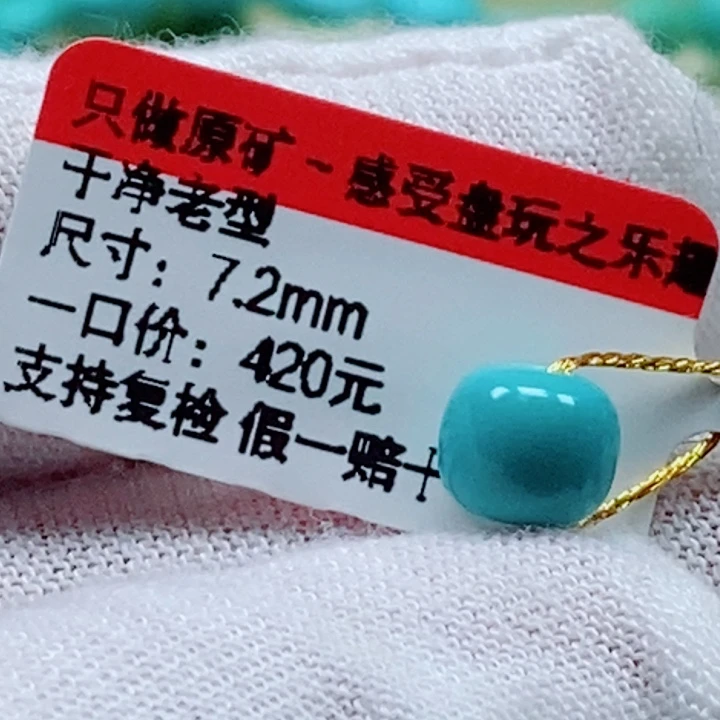 只做原矿~感受盘玩之乐趣
干净老型
尺寸：7.2mm
一口价：420元
支持复检 假一赔十